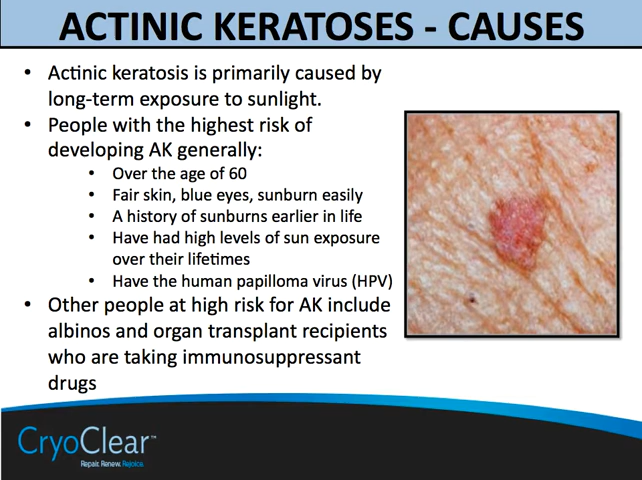 ACTINIC KERATOSES - CAUSES
• Actinic keratosis is primarily caused by
long-term exposure to sunlight.
• People with the highest risk of
developing AK generally:
• Over the age of 60
• Fair skin, blue eyes, sunburn easily
• A history of sunburns earlier in life
• Have had high levels of sun exposure
over their lifetimes
• Have the human papilloma virus (HPV)
• Other people at high risk for AK include
albinos and organ transplant recipients
who are taking immunosuppressant
drugs
CryoClear™
Repair. Renew. Rejoice.